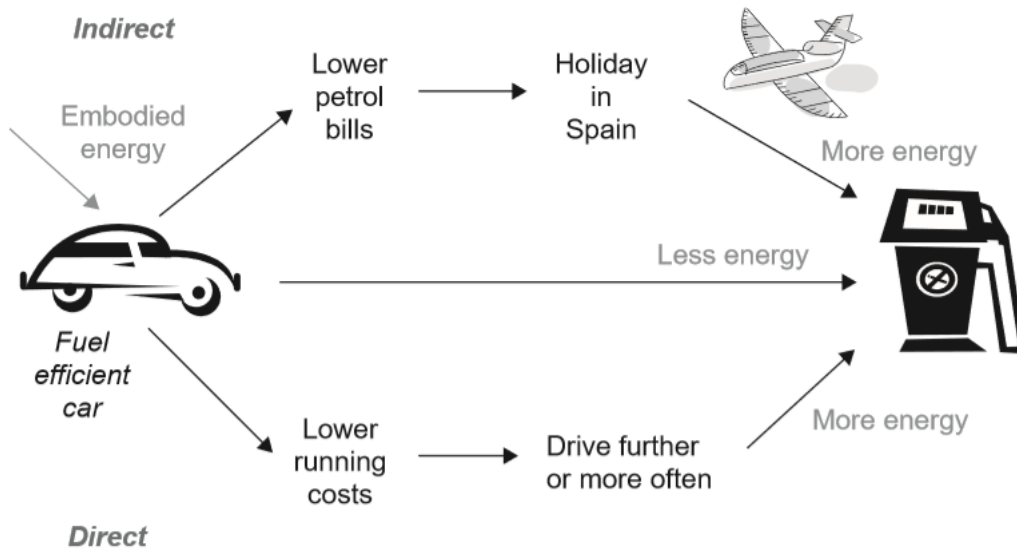 Indirect
Embodied
energy
Lower
petrol
bills
Holiday
in
Spain
More energy
Less energy
Fuel
efficient
car
Lower
running
costs
Drive further
or more often
More energy
Direct